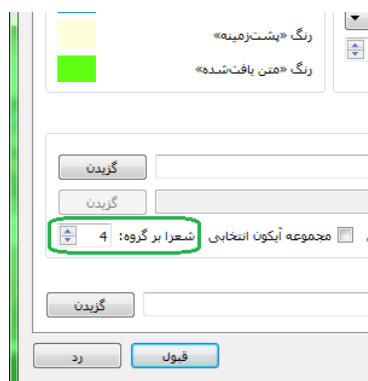 رنگ «پشت‌زمینه»
رنگ «متن یافت‌شده»
گزیدن
گزیدن
مجموعه آیکون انتخابی شعرا بر گروه: 4
گزیدن
قبول رد